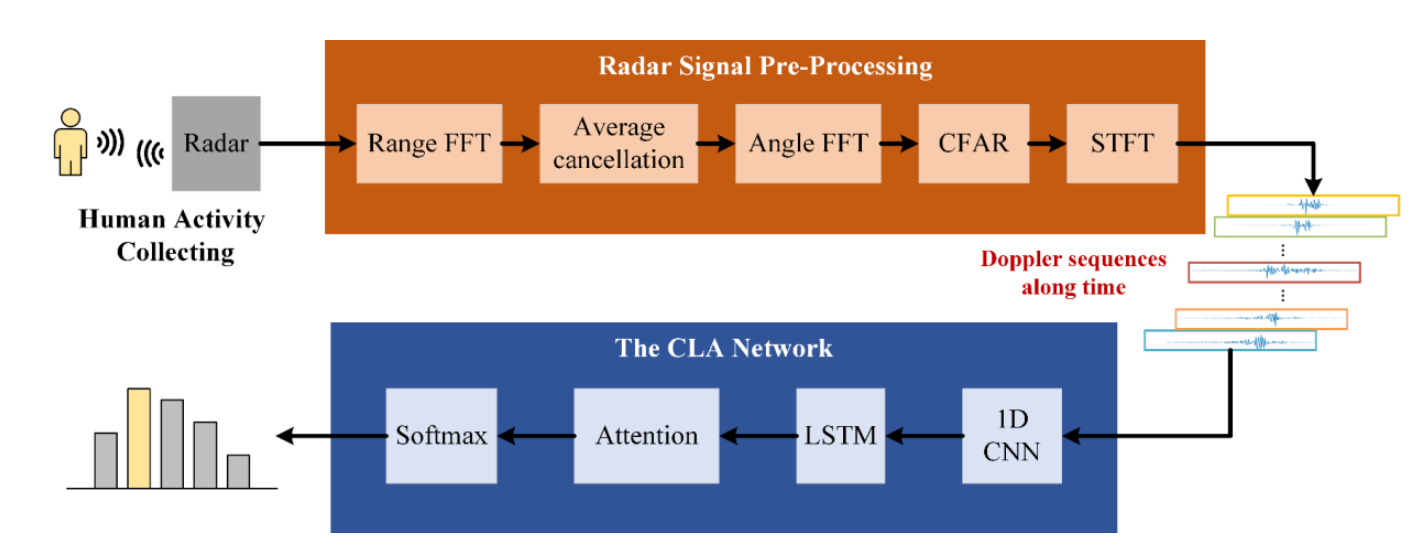 Radar Signal Pre-Processing
Radar
Range FFT
Average
cancellation
Angle FFT
CFAR
STFT
Human Activity
Collecting
Doppler sequences
along time
The CLA Network
Softmax
Attention
LSTM
1D
CNN